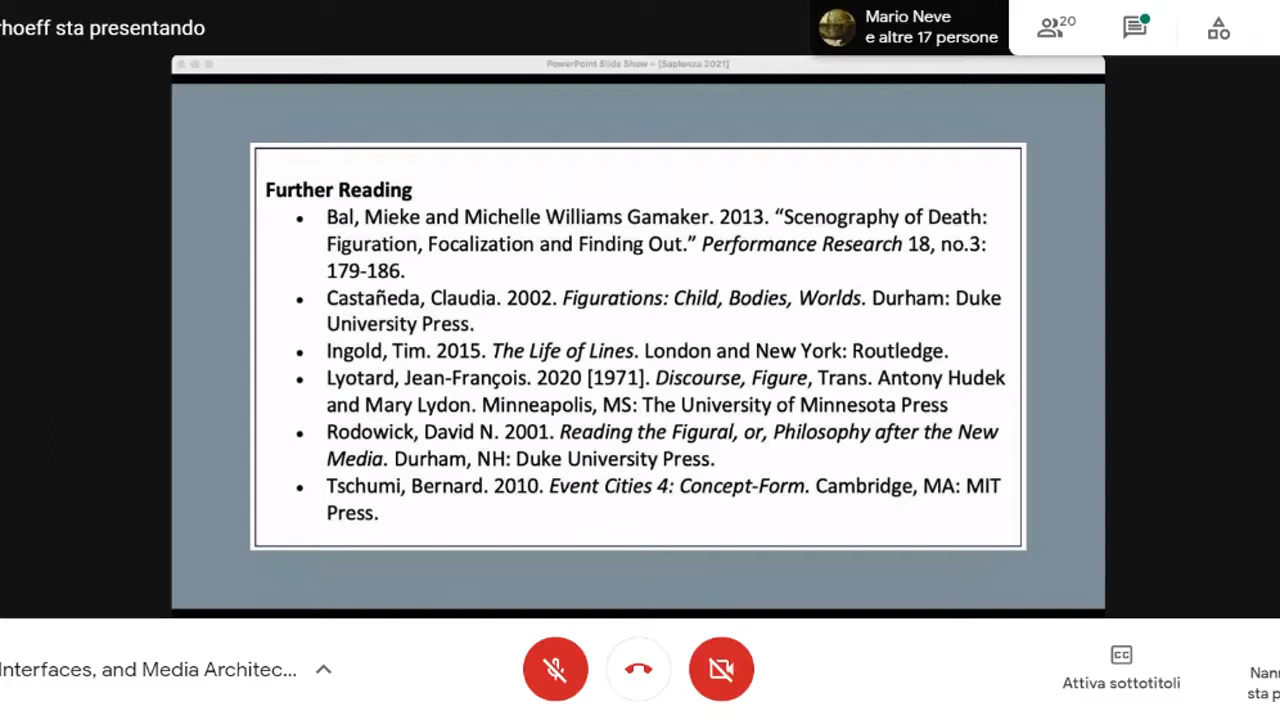 rhoeff sta presentando
Mario Neve
e altre 17 persone
20
PowerPoint Slide Show - [Sapienza 2021]
Further Reading
• Bal, Mieke and Michelle Williams Gamaker. 2013. “Scenography of Death:
Figuration, Focalization and Finding Out.” Performance Research 18, no.3:
179-186.
• Castañeda, Claudia. 2002. Figurations: Child, Bodies, Worlds. Durham: Duke
University Press.
• Ingold, Tim. 2015. The Life of Lines. London and New York: Routledge.
• Lyotard, Jean-François. 2020 [1971]. Discourse, Figure, Trans. Antony Hudek
and Mary Lydon. Minneapolis, MS: The University of Minnesota Press
• Rodowick, David N. 2001. Reading the Figural, or, Philosophy after the New
Media. Durham, NH: Duke University Press.
• Tschumi, Bernard. 2010. Event Cities 4: Concept-Form. Cambridge, MA: MIT
Press.
Interfaces, and Media Architec...
CC
Attiva sottotitoli
Nann
sta p